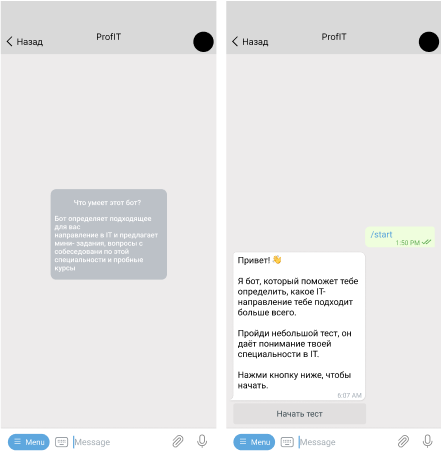 Назад
ProfIT
Что умеет этот бот?
Бот определяет подходящее
для вас
направление в IT и предлагает
мини- задания, вопросы с
собеседования по этой
специальности и пробные
курсы
Menu
Message
Назад
ProfIT
/start
1:50 PM
Привет! 👋
Я бот, который поможет тебе
определить, какое IT-
направление тебе подходит
больше всего.
Пройди небольшой тест, он
даёт понимание твоей
специальности в IT.
Нажми кнопку ниже, чтобы
начать.
6:07 AM
Начать тест
Menu
Message